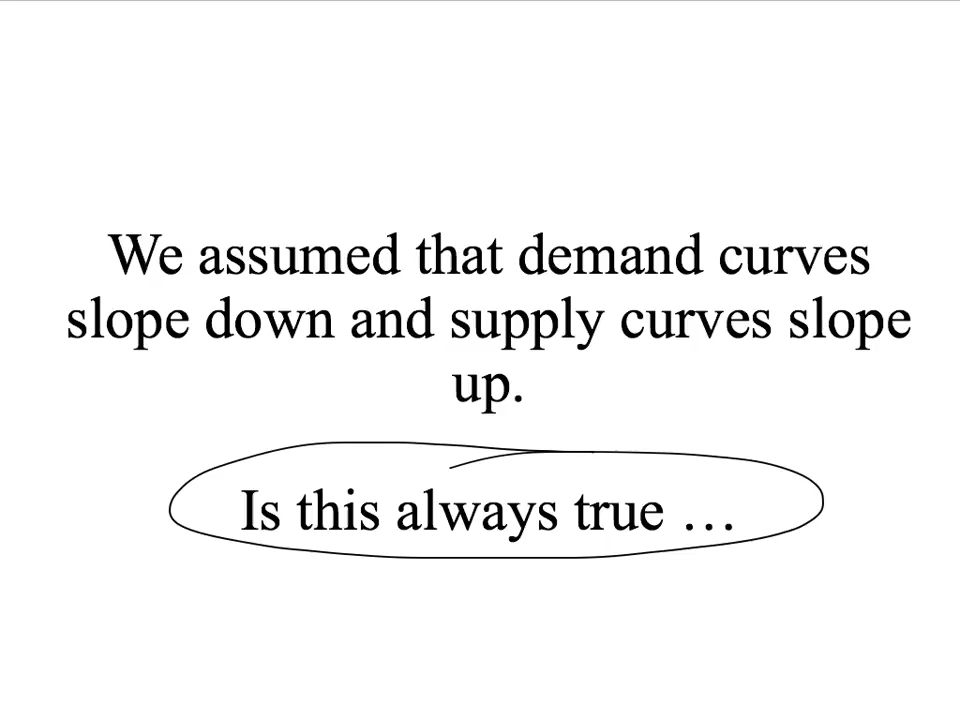 We assumed that demand curves
slope down and supply curves slope
up.
Is this always true …